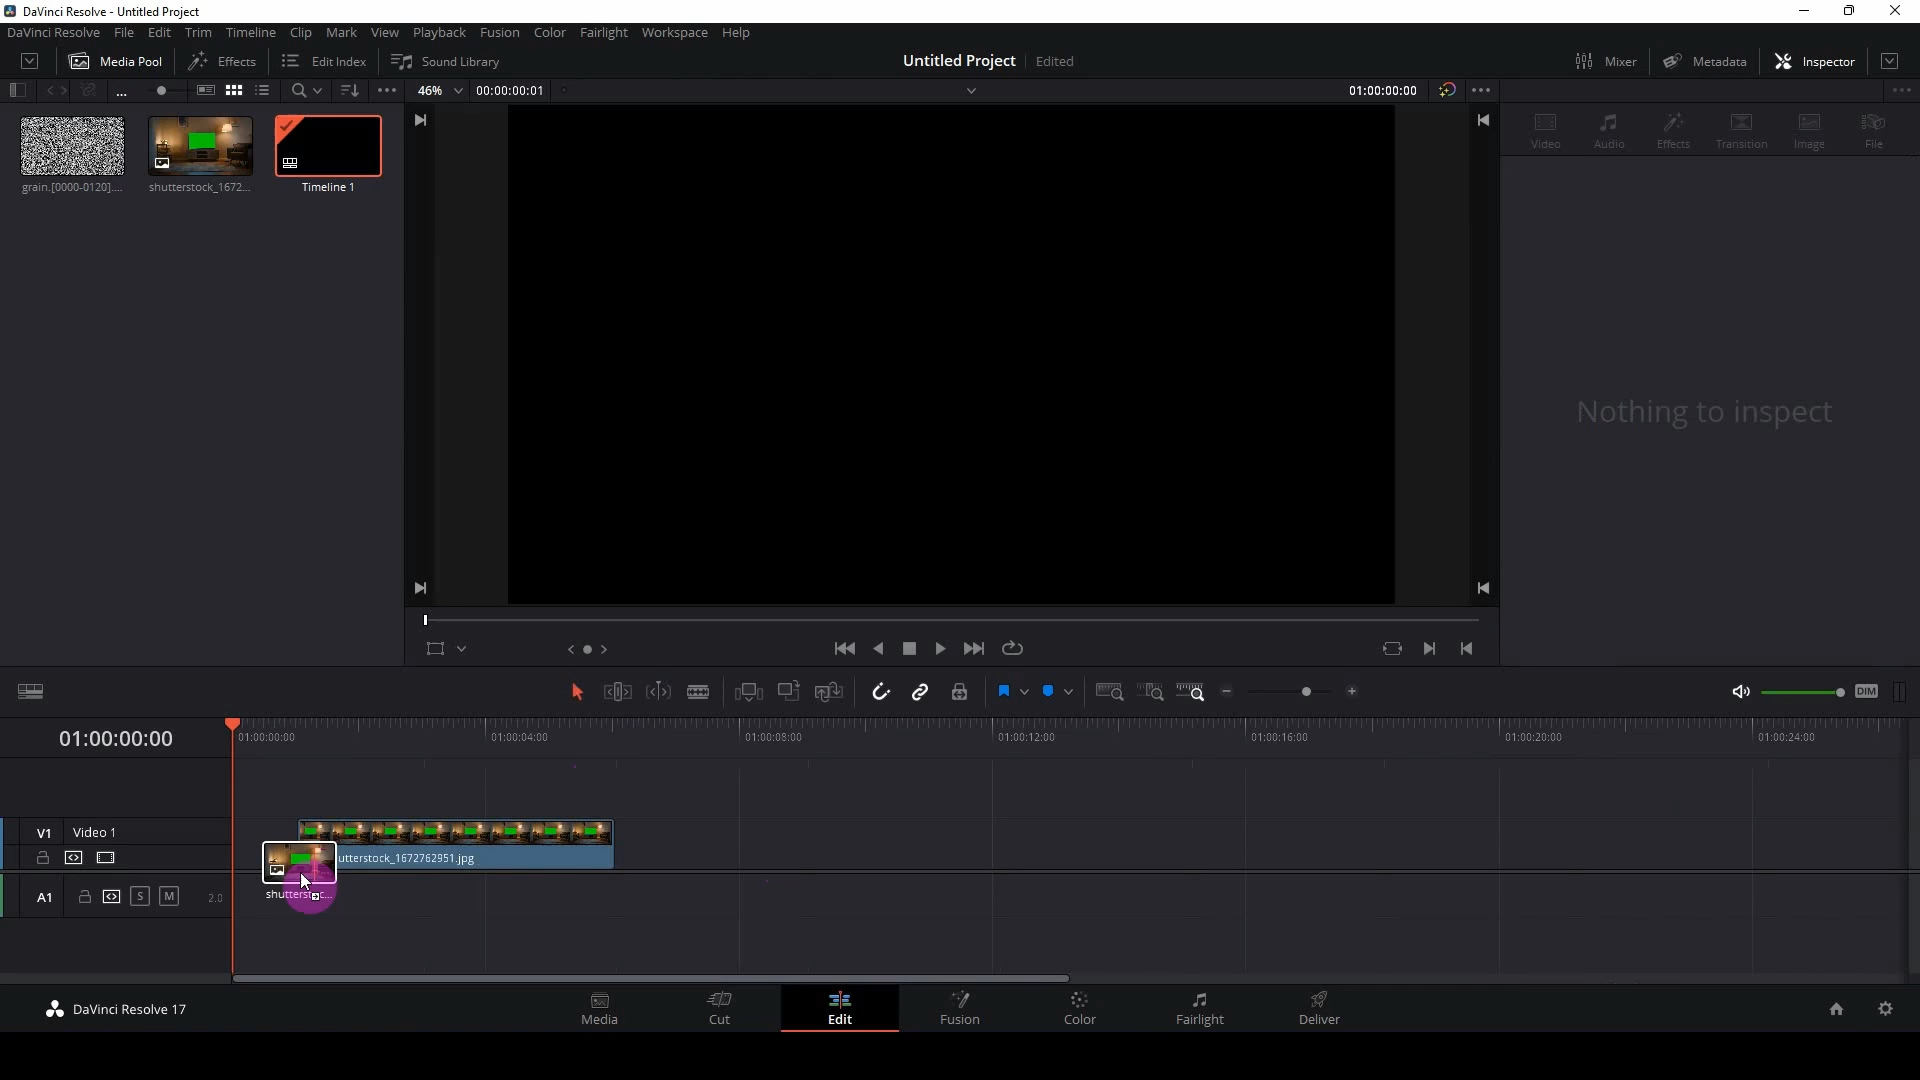 DaVinci Resolve - Untitled Project
DaVinci Resolve File Edit Trim Timeline Clip Mark View Playback Fusion Color Fairlight Workspace Help
Media Pool Effects Edit Index Sound Library Untitled Project Edited Mixer Metadata Inspector
... 46% 00:00:00:01 01:00:00:00
Video Audio Effects Transition Image File
grain.[0000-0120].... shutterstock_1672... Timeline 1
Nothing to inspect
DIM
01:00:00:00 01:00:00:00 01:00:04:00 01:00:08:00 01:00:12:00 01:00:16:00 01:00:20:00 01:00:24:00
V1 Video 1
utterstock_1672762951.jpg
A1 S M 2.0
DaVinci Resolve 17 Media Cut Edit Fusion Color Fairlight Deliver